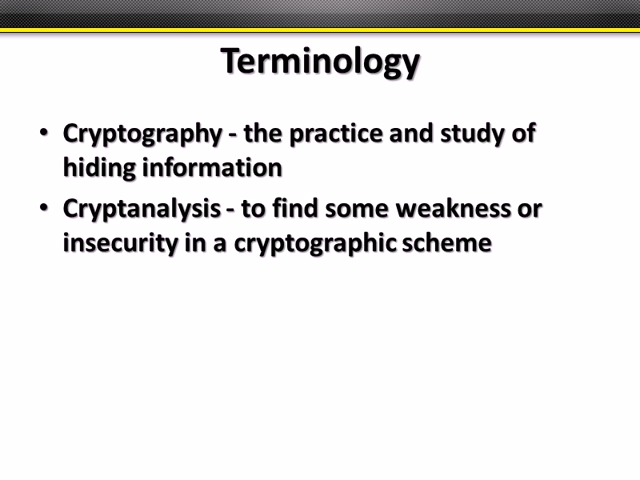 Terminology
• Cryptography - the practice and study of
hiding information
• Cryptanalysis - to find some weakness or
insecurity in a cryptographic scheme